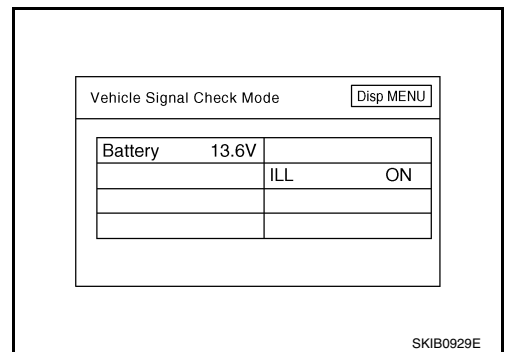 Vehicle Signal Check Mode Disp MENU
Battery 13.6V
ILL ON
SKIB0929E